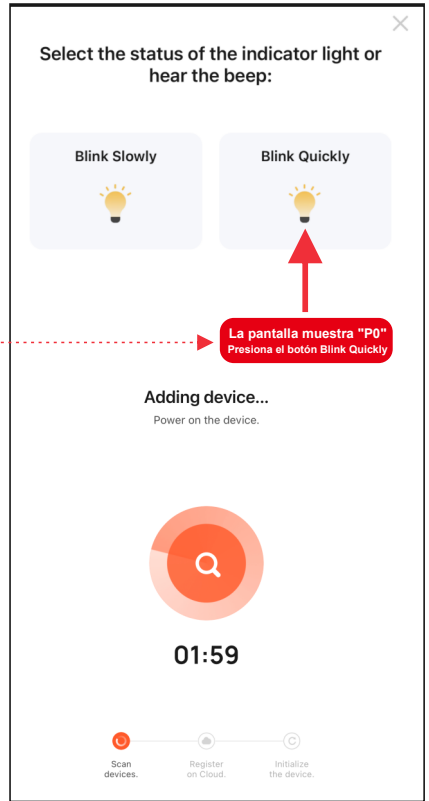 Select the status of the indicator light or
hear the beep:
Blink Slowly
Blink Quickly
La pantalla muestra "P0"
Presiona el botón Blink Quickly
Adding device...
Power on the device.
01:59
Scan
devices.
Register
on Cloud.
Initialize
the device.